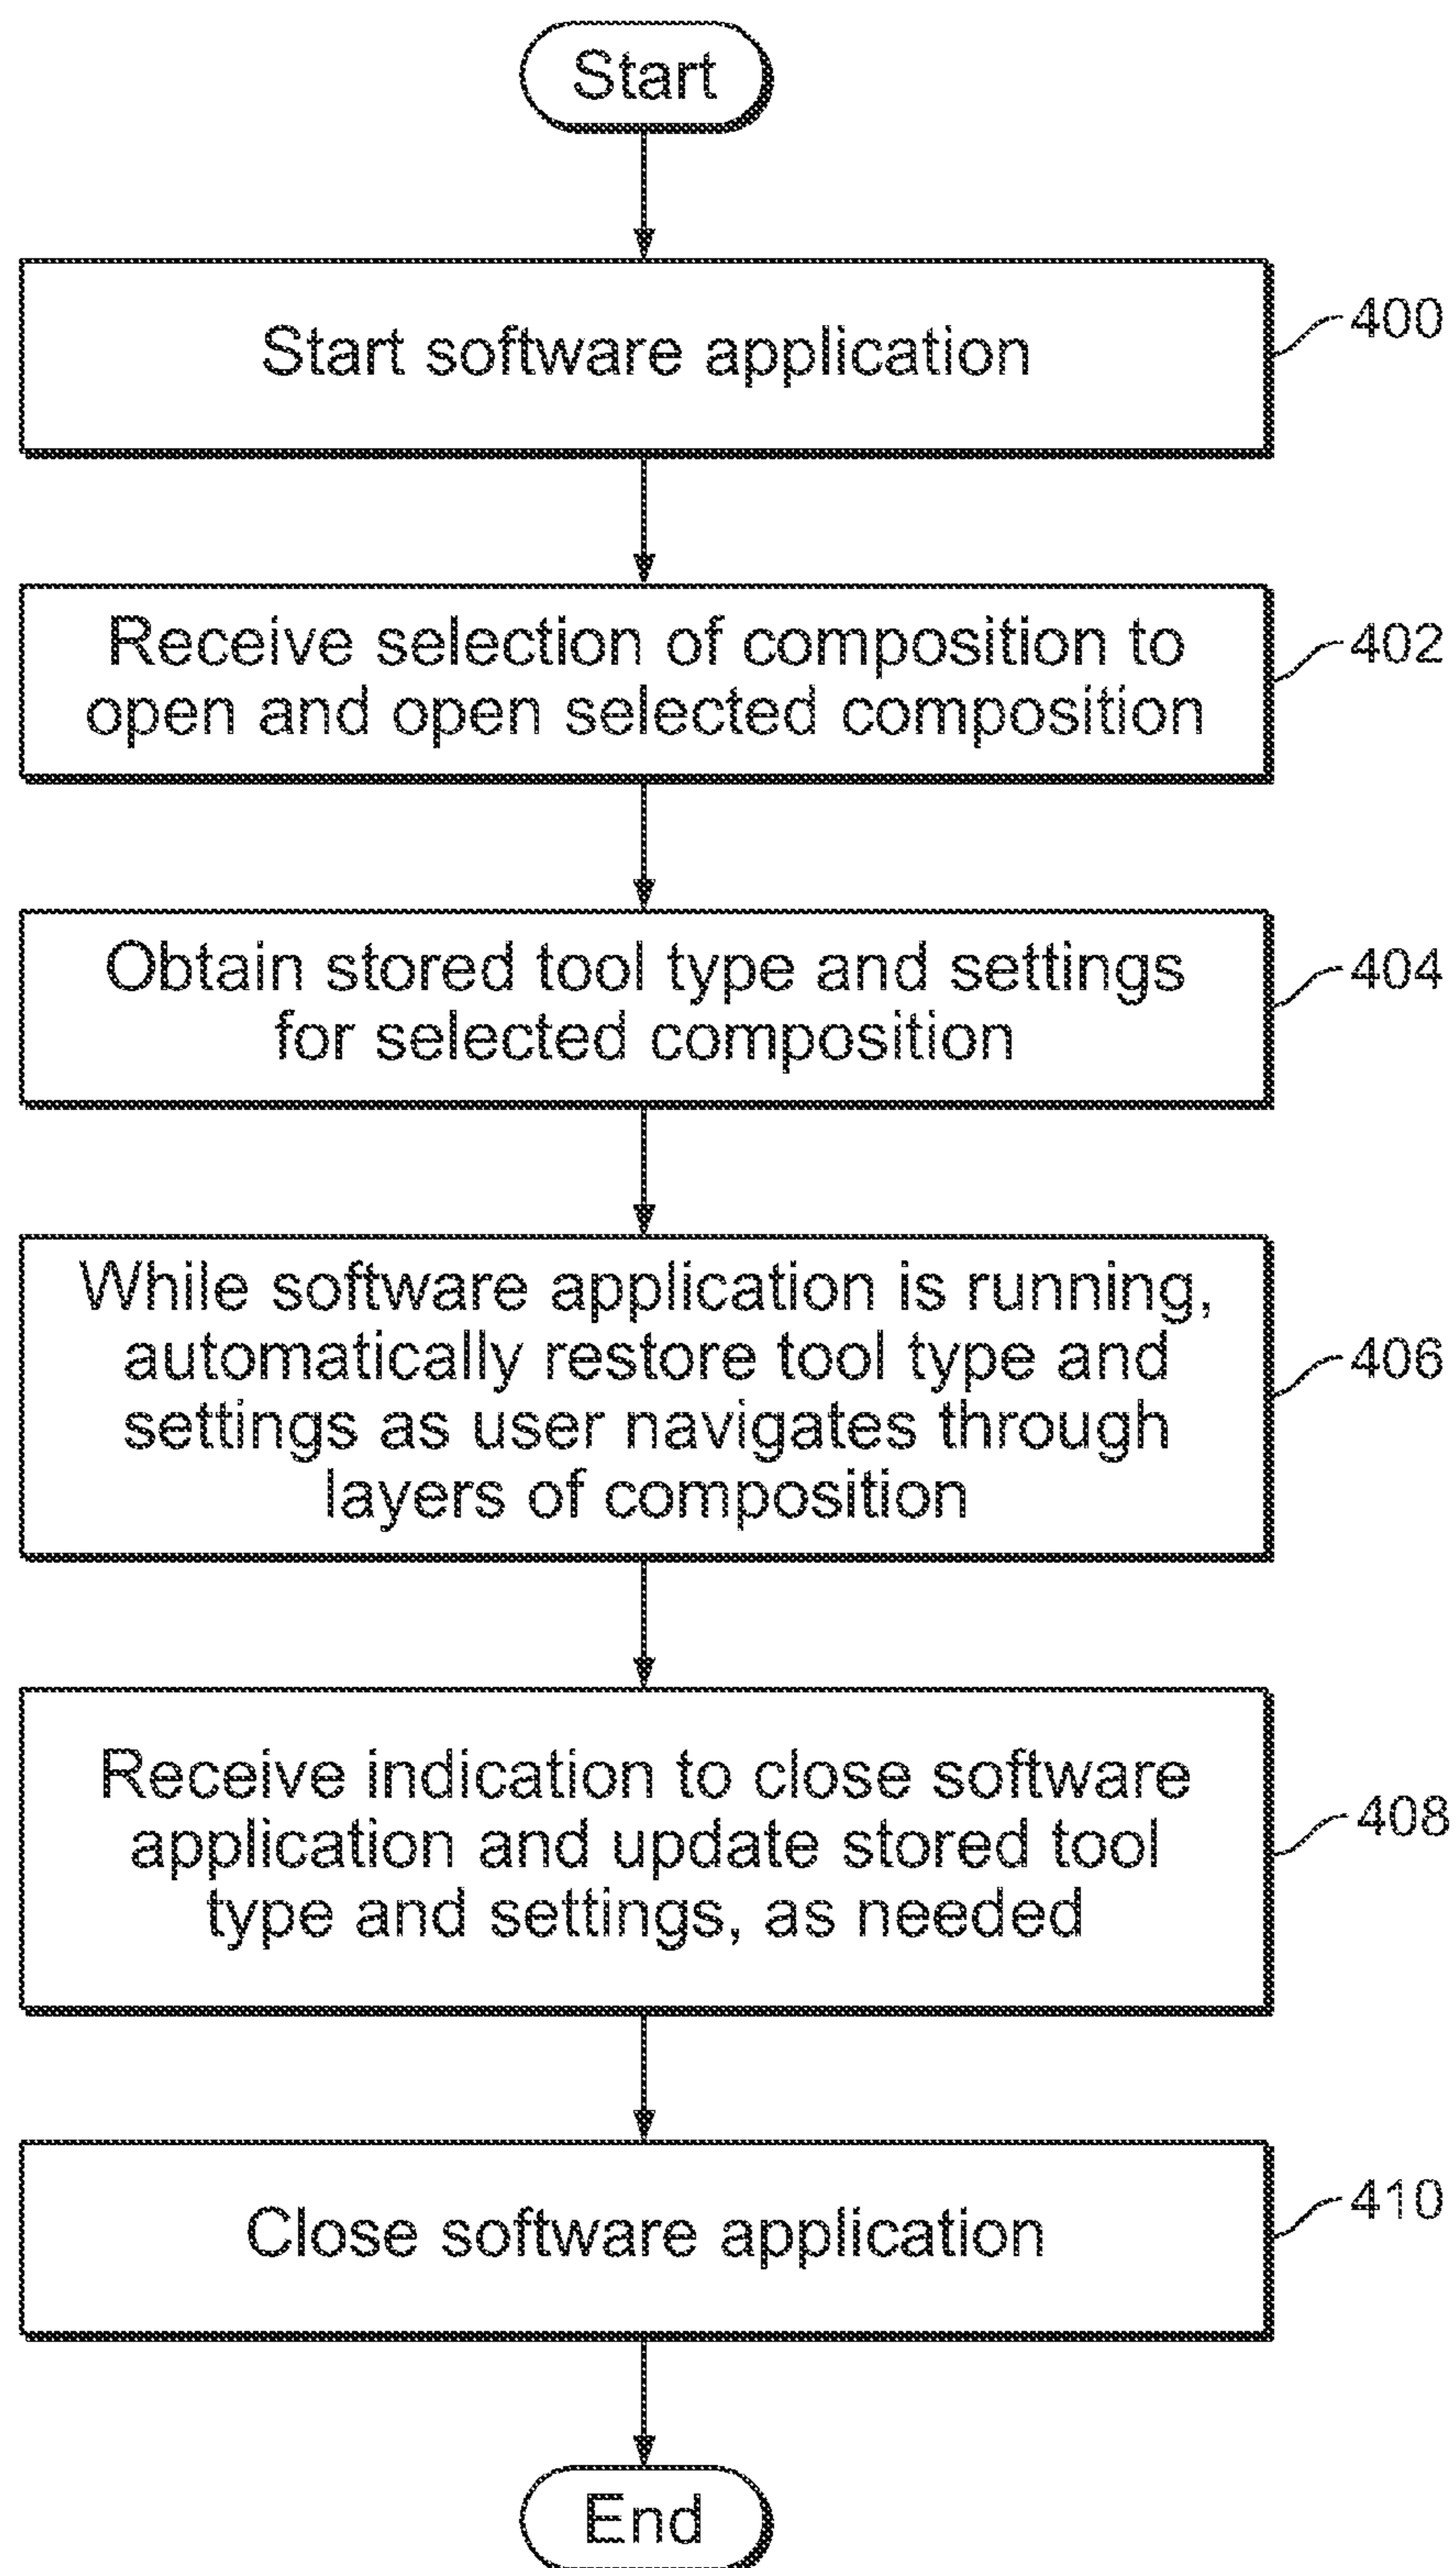 Start
Start software application
400
Receive selection of composition to
open and open selected composition
402
Obtain stored tool type and settings
for selected composition
404
While software application is running,
automatically restore tool type and
settings as user navigates through
layers of composition
406
Receive indication to close software
application and update stored tool
type and settings, as needed
408
Close software application
410
End